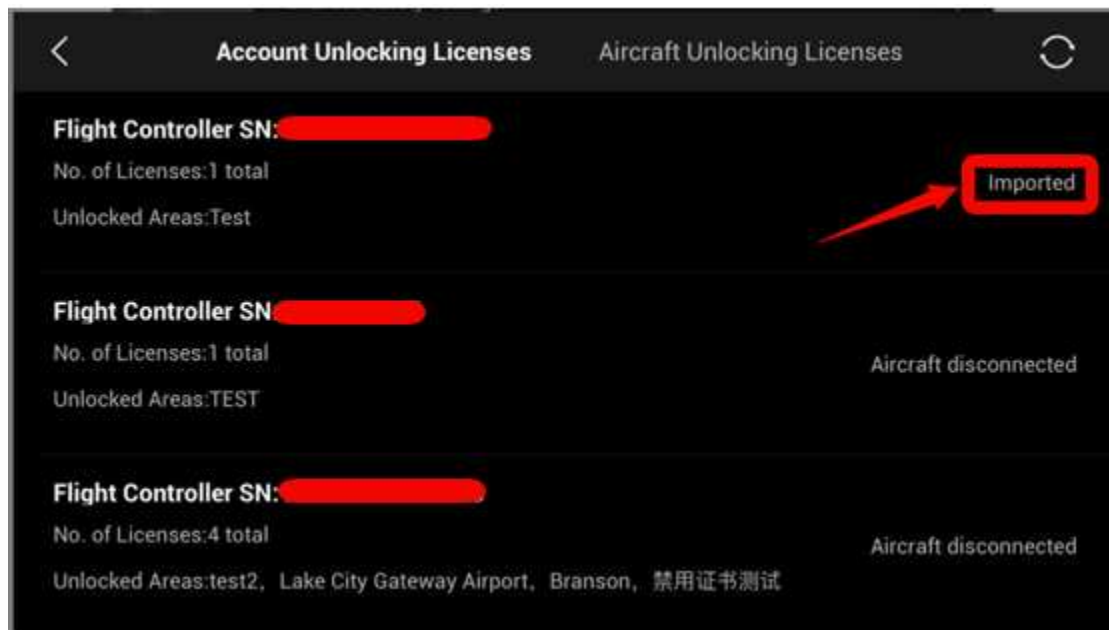 Account Unlocking Licenses Aircraft Unlocking Licenses
Flight Controller SN:
No. of Licenses:1 total
Imported
Unlocked Areas:Test
Flight Controller SN
No. of Licenses:1 total
Aircraft disconnected
Unlocked Areas:TEST
Flight Controller SN:
No. of Licenses:4 total
Aircraft disconnected
Unlocked Areas:test2, Lake City Gateway Airport, Branson, 禁用证书测试